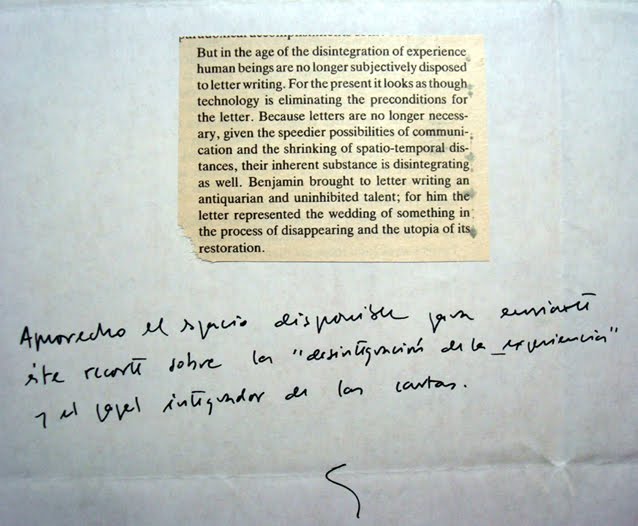 But in the age of the disintegration of experience
human beings are no longer subjectively disposed
to letter writing. For the present it looks as though
technology is eliminating the preconditions for
the letter. Because letters are no longer necess-
ary, given the speedier possibilities of communi-
cation and the shrinking of spatio-temporal dis-
tances, their inherent substance is disintegrating
as well. Benjamin brought to letter writing an
antiquarian and uninhibited talent; for him the
letter represented the wedding of something in
the process of disappearing and the utopia of its
restoration.
Aprovecho el espacio disponible para enviarte
este recorte sobre la "desintegración de la experiencia"
y el papel integrador de las cartas.